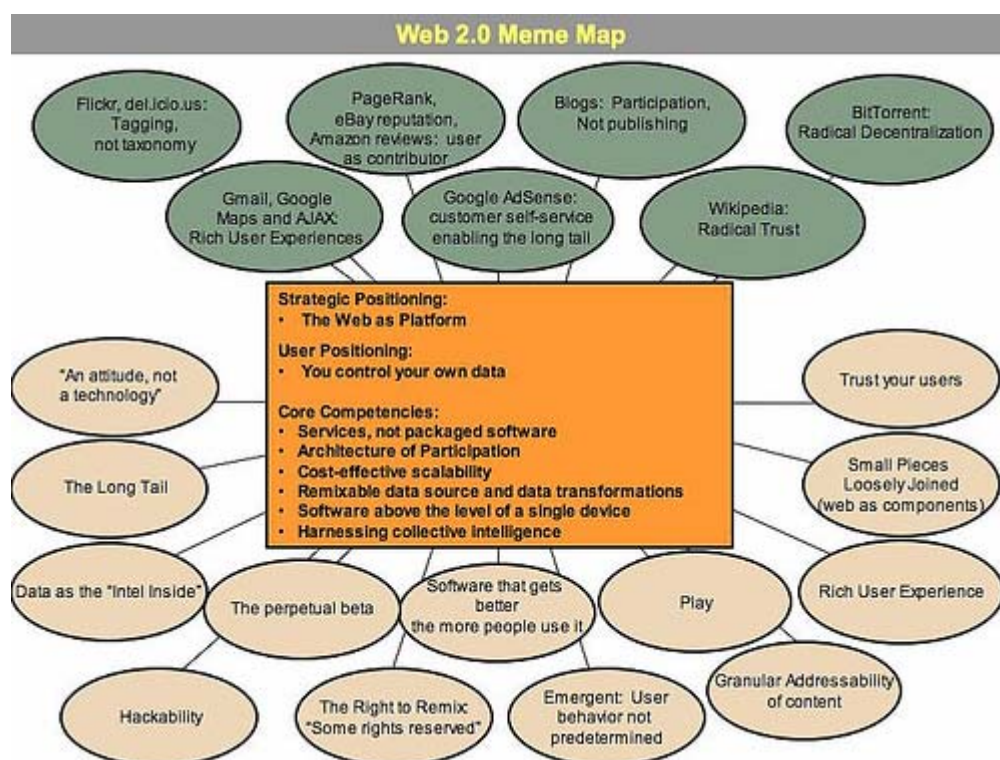 Web 2.0 Meme Map
Flickr, del.icio.us:
Tagging,
not taxonomy
PageRank,
eBay reputation,
Amazon reviews: user
as contributor
Blogs: Participation,
Not publishing
BitTorrent:
Radical Decentralization
Gmail, Google
Maps and AJAX:
Rich User Experiences
Google AdSense:
customer self-service
enabling the long tail
Wikipedia:
Radical Trust
Strategic Positioning:
• The Web as Platform
User Positioning:
• You control your own data
Core Competencies:
• Services, not packaged software
• Architecture of Participation
• Cost-effective scalability
• Remixable data source and data transformations
• Software above the level of a single device
• Harnessing collective intelligence
"An attitude, not
a technology"
Trust your users
The Long Tail
Small Pieces
Loosely Joined
(web as components)
Data as the "Intel Inside"
The perpetual beta
Software that gets
better
the more people use it
Play
Rich User Experience
Hackability
The Right to Remix:
"Some rights reserved"
Emergent: User
behavior not
predetermined
Granular Addressability
of content